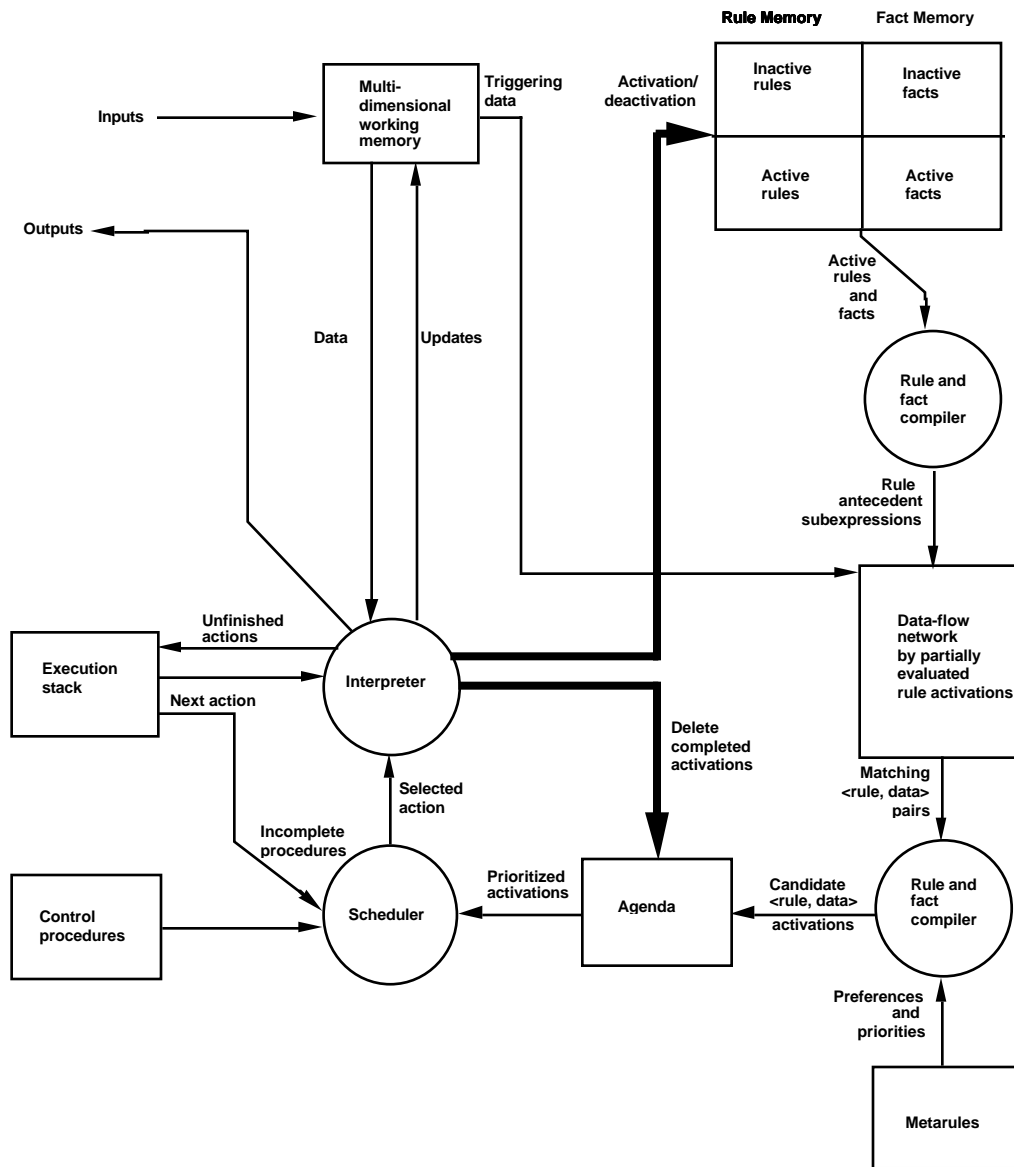 Rule Memory
Fact Memory
Inactive
rules
Inactive
facts
Active
rules
Active
facts
Multi-
dimensional
working
memory
Triggering
data
Activation/
deactivation
Inputs
Outputs
Data
Updates
Active
rules
and
facts
Rule and
fact
compiler
Rule
antecedent
subexpressions
Unfinished
actions
Execution
stack
Next action
Interpreter
Data-flow
network
by partially
evaluated
rule activations
Delete
completed
activations
Selected
action
Matching
<rule, data>
pairs
Incomplete
procedures
Prioritized
activations
Candidate
<rule, data>
activations
Control
procedures
Scheduler
Agenda
Rule and
fact
compiler
Preferences
and
priorities
Metarules